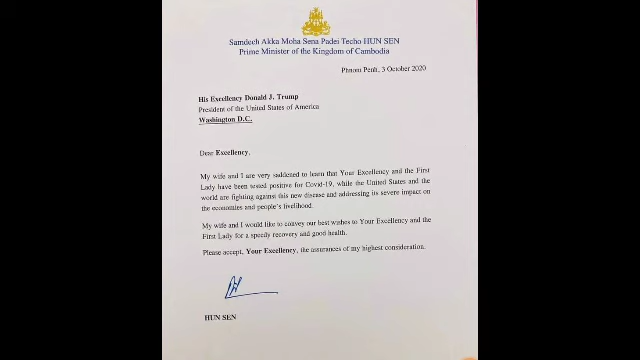 Samdech Akka Moha Sena Padei Techo HUN SEN
Prime Minister of the Kingdom of Cambodia
Phnom Penh, 3 October 2020
His Excellency Donald J. Trump
President of the United States of America
Washington D.C.
Dear Excellency,
My wife and I are very saddened to learn that Your Excellency and the First
Lady have been tested positive for Covid-19, while the United States and the
world are fighting against this new disease and addressing its severe impact on
the economies and people's livelihood.
My wife and I would like to convey our best wishes to Your Excellency and the
First Lady for a speedy recovery and good health.
Please accept, Your Excellency, the assurances of my highest consideration.
HUN SEN